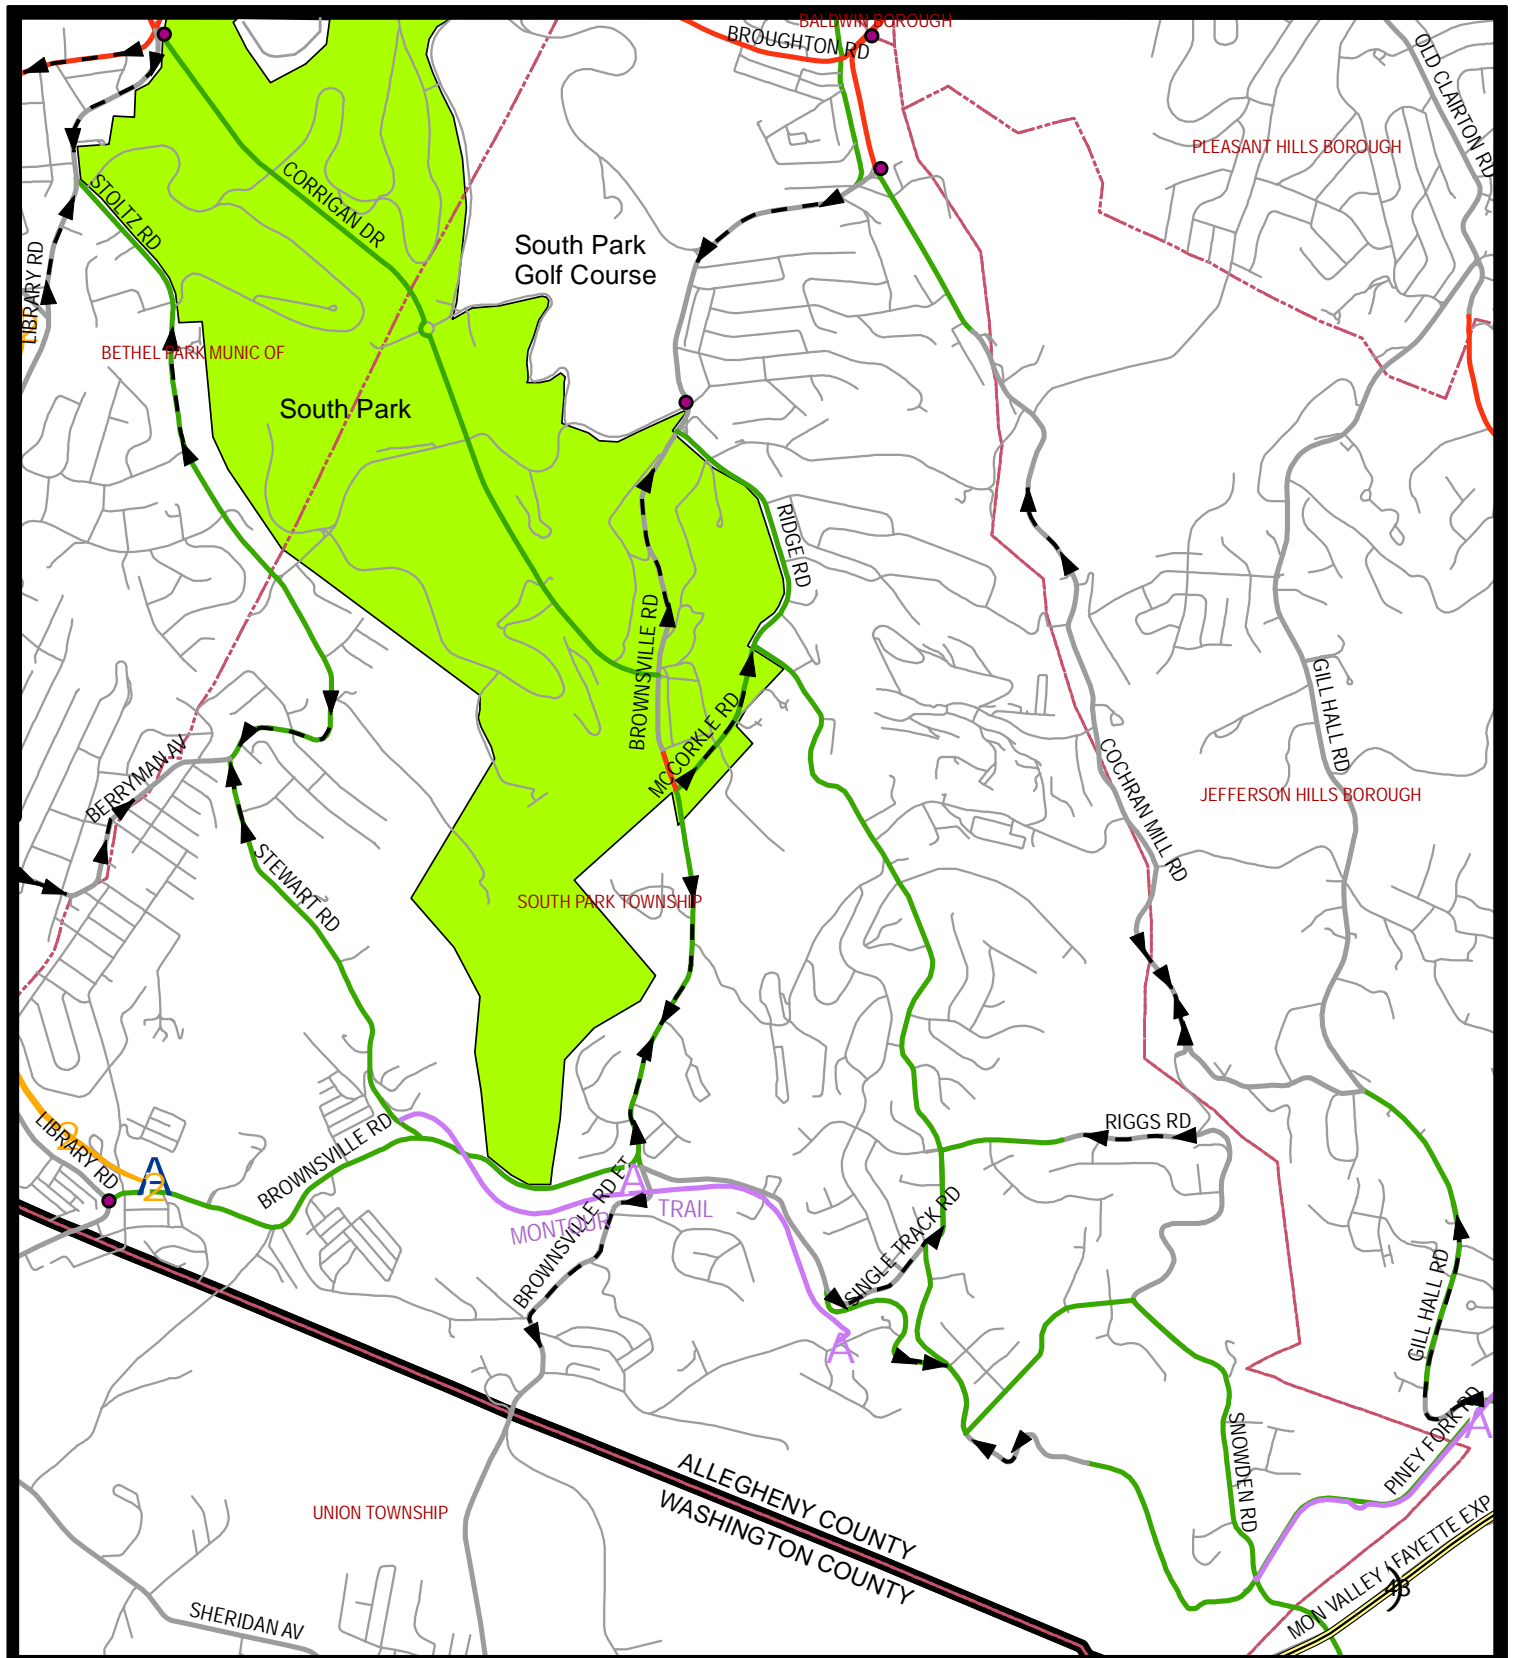 BALDWIN BOROUGH
BROUGHTON RD
OLD CLAIRTON RD
PLEASANT HILLS BOROUGH
CORRIGAN DR
STOLTZ RD
South Park
Golf Course
LIBRARY RD
BETHEL PARK MUNIC OF
South Park
RIDGE RD
BROWNSVILLE RD
MCCORKLE RD
GILL HALL RD
BERRYMAN AV
COCHRAN MILL RD
JEFFERSON HILLS BOROUGH
STEWART RD
SOUTH PARK TOWNSHIP
LIBRARY RD
2
A
2
BROWNSVILLE RD
RIGGS RD
A
MONTOUR
TRAIL
BROWNSVILLE RD ET
SINGLE TRACK RD
A
GILL HALL RD
PINEY FORK RD
A
SNOWDEN RD
ALLEGHENY COUNTY
WASHINGTON COUNTY
UNION TOWNSHIP
MON VALLEY / FAYETTE EXP
43
SHERIDAN AV